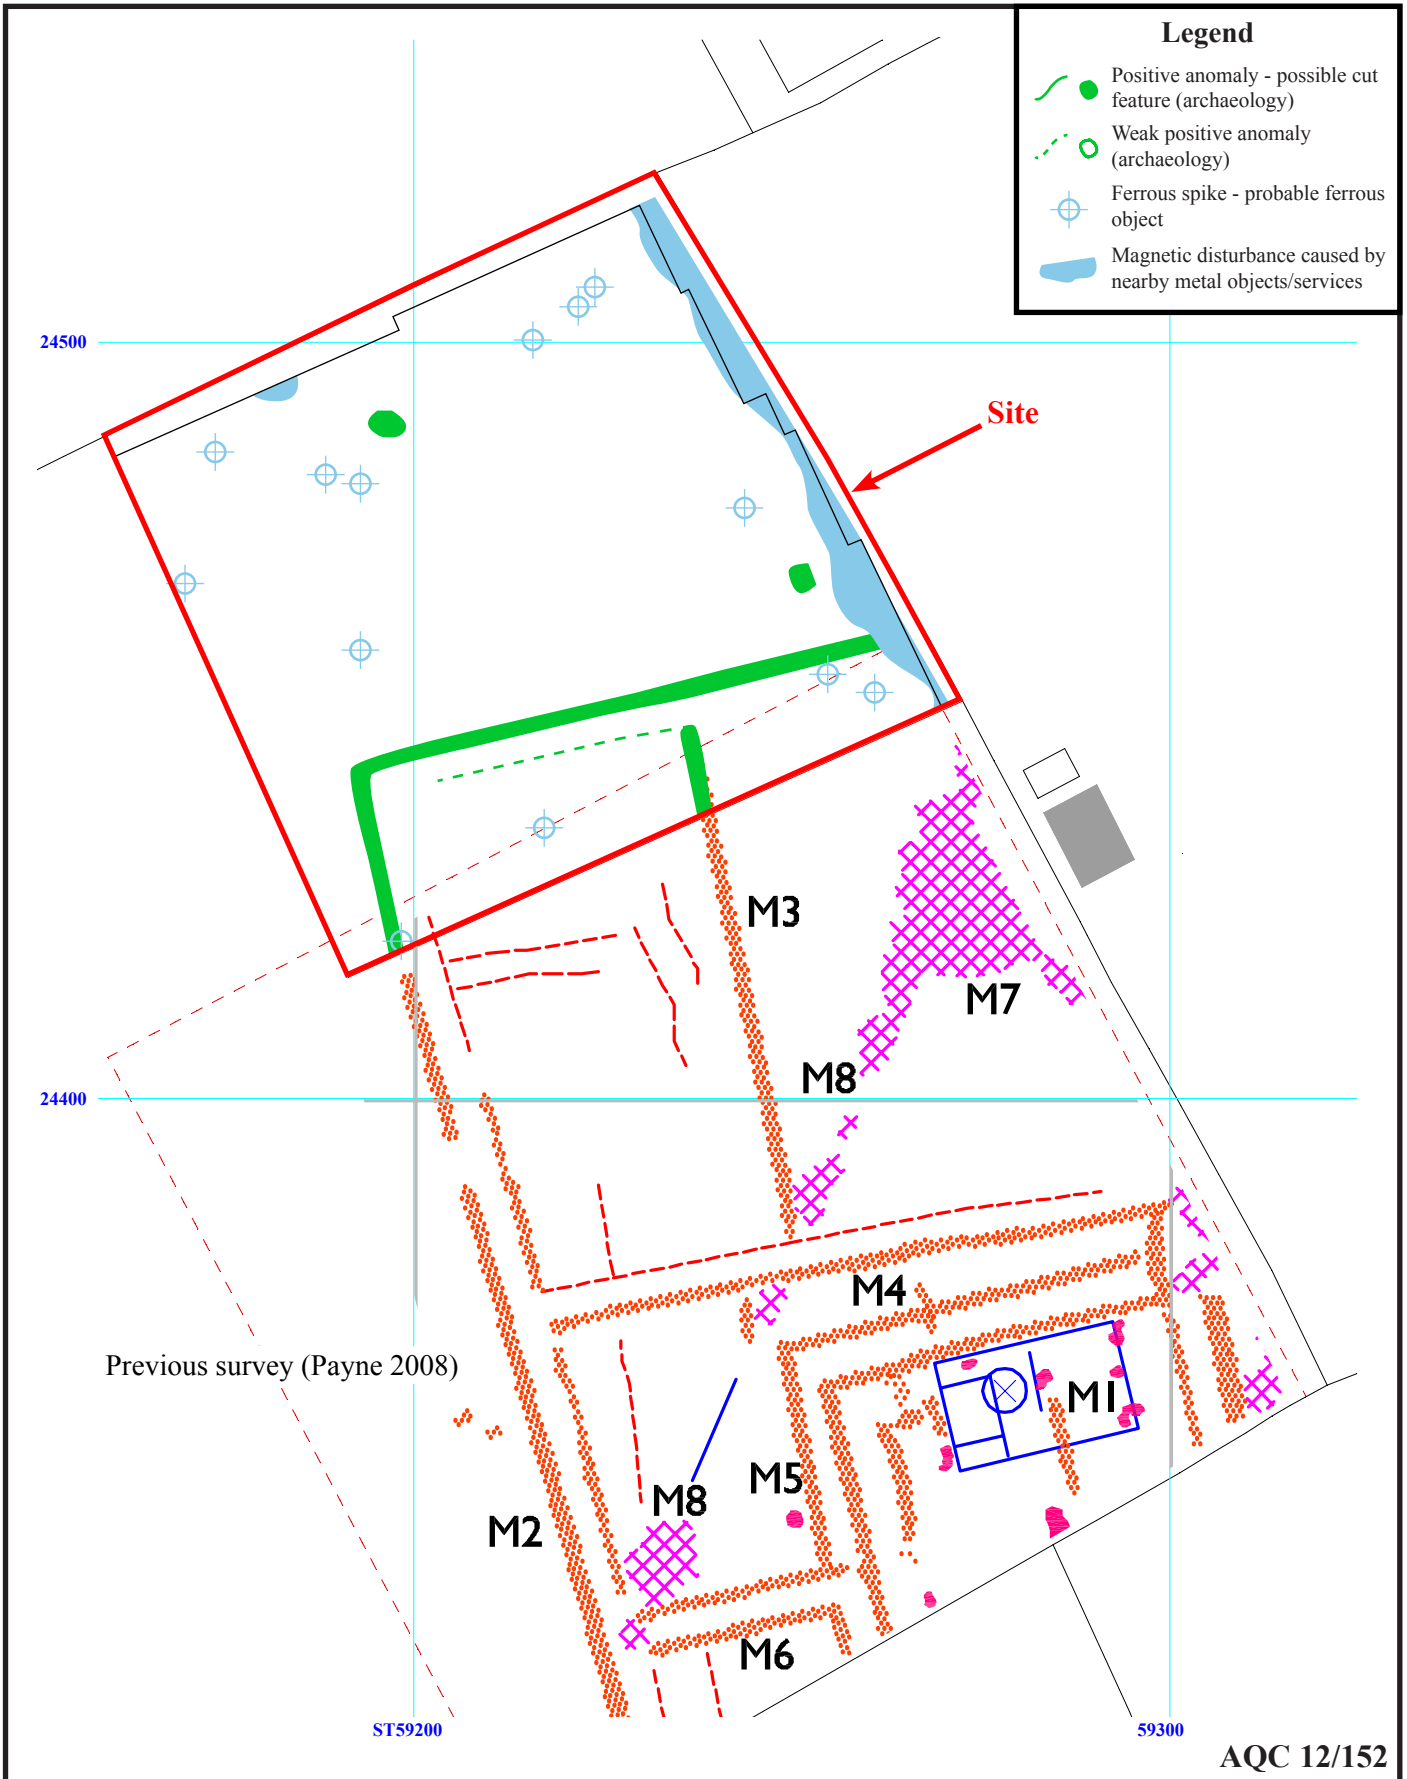 Legend
Positive anomaly - possible cut
feature (archaeology)
Weak positive anomaly
(archaeology)
Ferrous spike - probable ferrous
object
Magnetic disturbance caused by
nearby metal objects/services
24500
Site
M3
M7
M8
24400
M4
Previous survey (Payne 2008)
M1
M5
M8
M2
M6
ST59200
59300
AQC 12/152